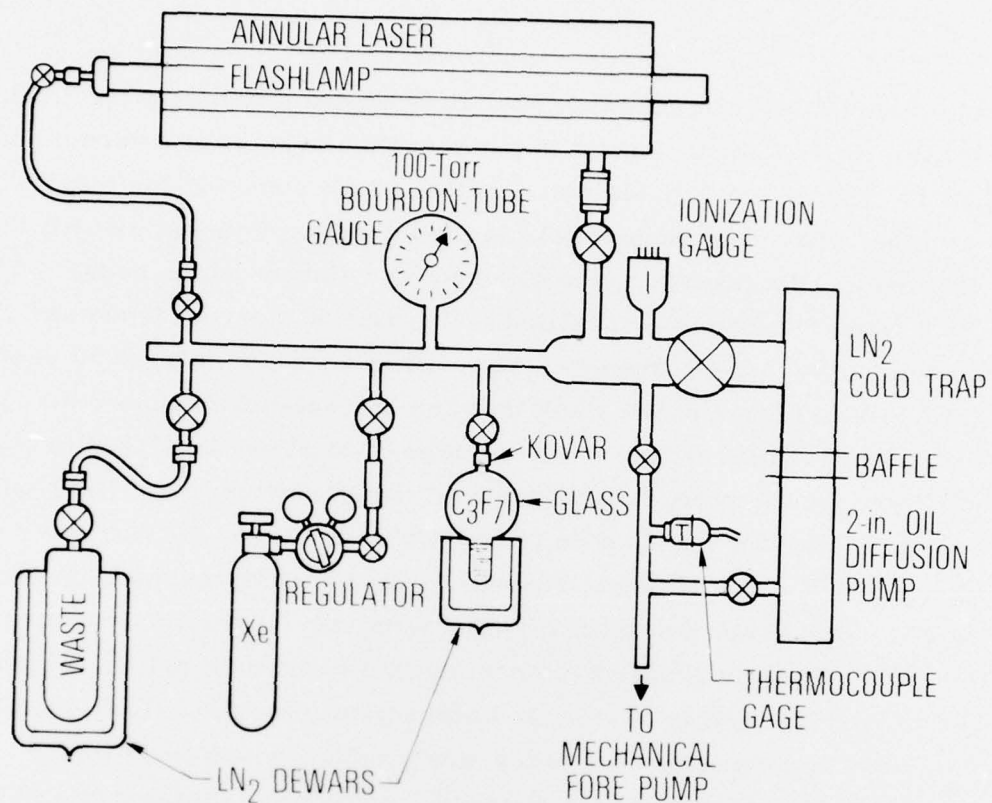 ANNULAR LASER
FLASHLAMP
100-Torr
BOURDON-TUBE
GAUGE
IONIZATION
GAUGE
LN2
COLD TRAP
KOVAR
BAFFLE
C3F7I
GLASS
2-in. OIL
DIFFUSION
PUMP
REGULATOR
WASTE
Xe
THERMOCOUPLE
GAGE
TO
MECHANICAL
FORE PUMP
LN2 DEWARS